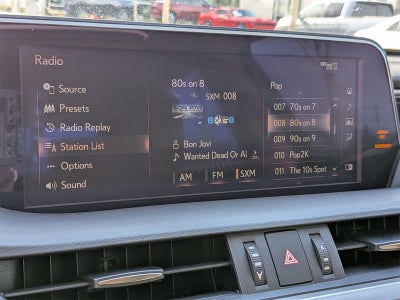 Radio
Source
Presets
Radio Replay
Station List
Options
Sound
80s on 8
SXM 008
Bon Jovi
Wanted Dead Or Al
AM FM SXM
Pop
007 70s on 7
008 80s on 8
009 90s on 9
010 Pop2K
011 The 10s Spot